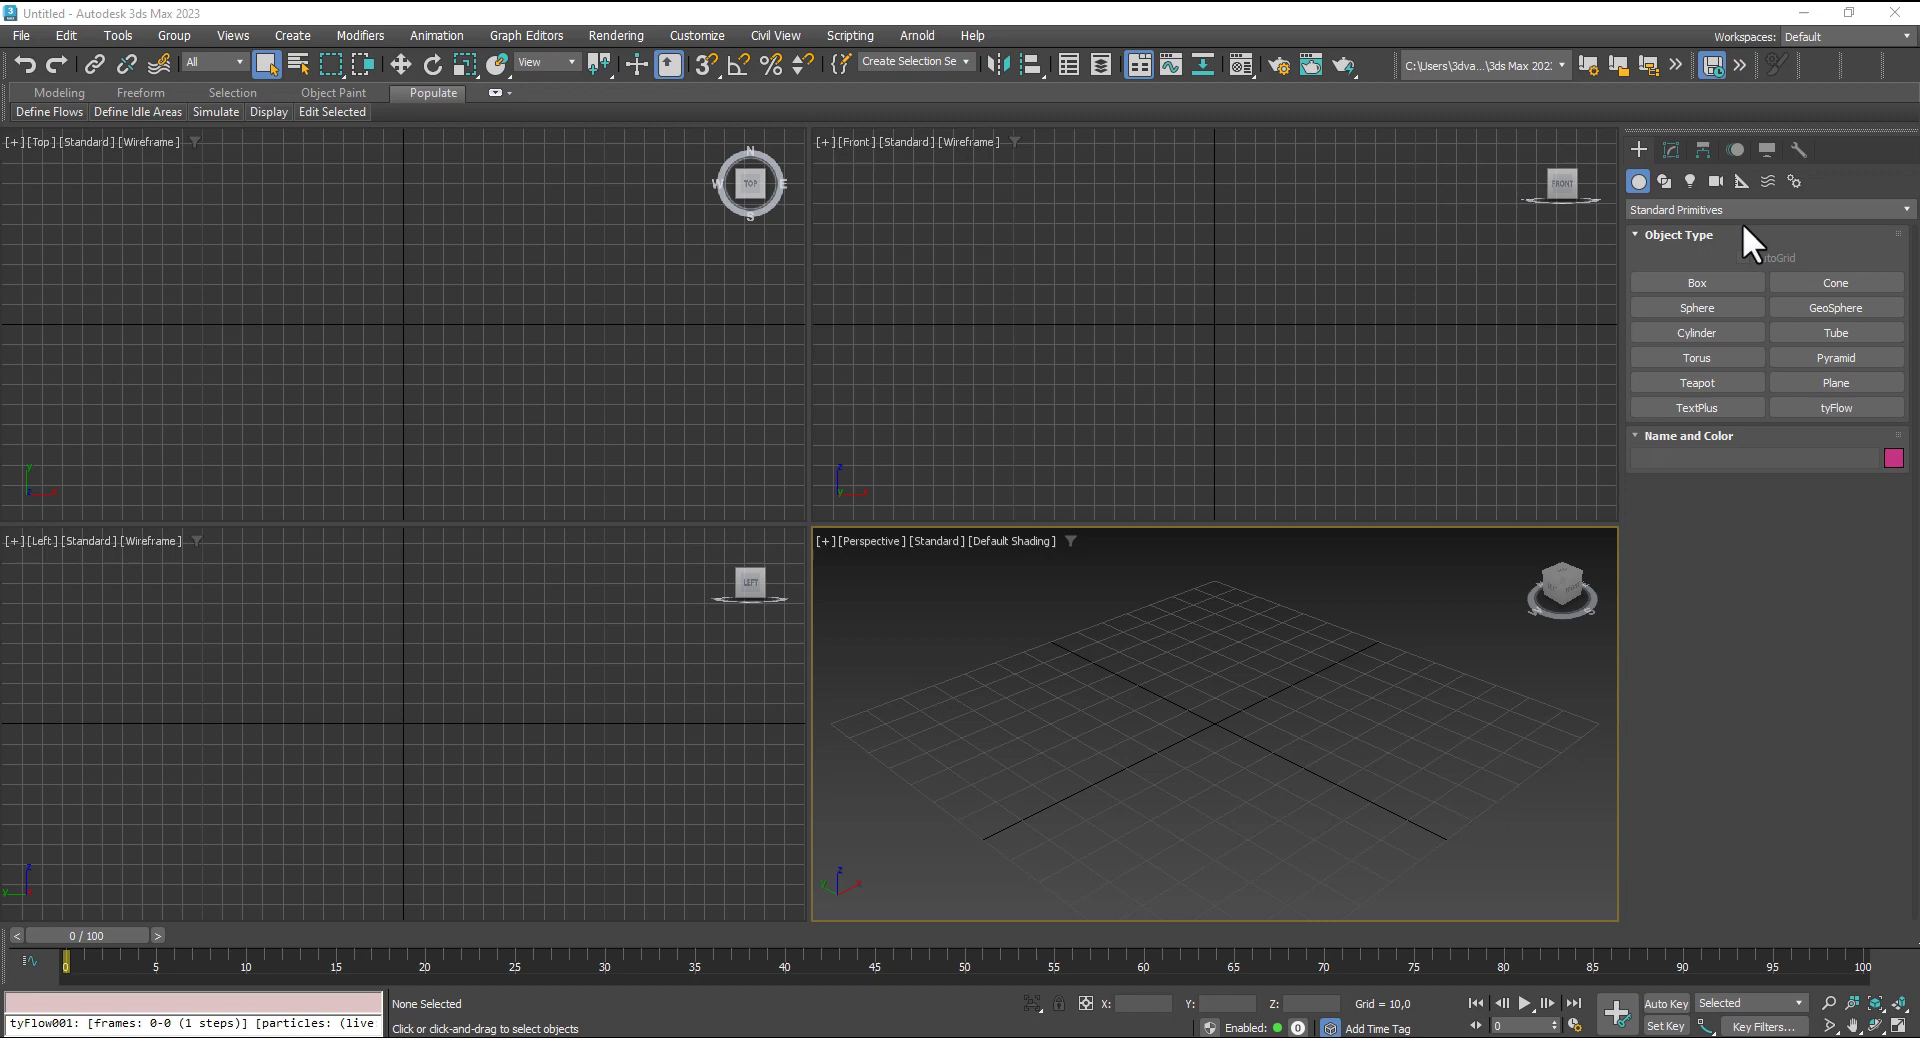 Untitled - Autodesk 3ds Max 2023
File Edit Tools Group Views Create Modifiers Animation Graph Editors Rendering Customize Civil View Scripting Arnold Help Workspaces: Default
All View Create Selection Se C:\Users\3dva...\3ds Max 202
Modeling Freeform Selection Object Paint Populate
Define Flows Define Idle Areas Simulate Display Edit Selected
[+] [Top] [Standard] [Wireframe]
N
W TOP E
S
y
z x
[+] [Front] [Standard] [Wireframe]
FRONT
z
y x
[+] [Left] [Standard] [Wireframe]
LEFT
z
y x
[+] [Perspective] [Standard] [Default Shading]
W S
z
y x
Standard Primitives
Object Type
toGrid
Box Cone
Sphere GeoSphere
Cylinder Tube
Torus Pyramid
Teapot Plane
TextPlus tyFlow
Name and Color
< 0 / 100 >
0 5 10 15 20 25 30 35 40 45 50 55 60 65 70 75 80 85 90 95 100
None Selected X: Y: Z: Grid = 10,0 Auto Key Selected
tyFlow001: [frames: 0-0 (1 steps)] [particles: (live
Click or click-and-drag to select objects Enabled: 0 Add Time Tag 0 Set Key Key Filters...